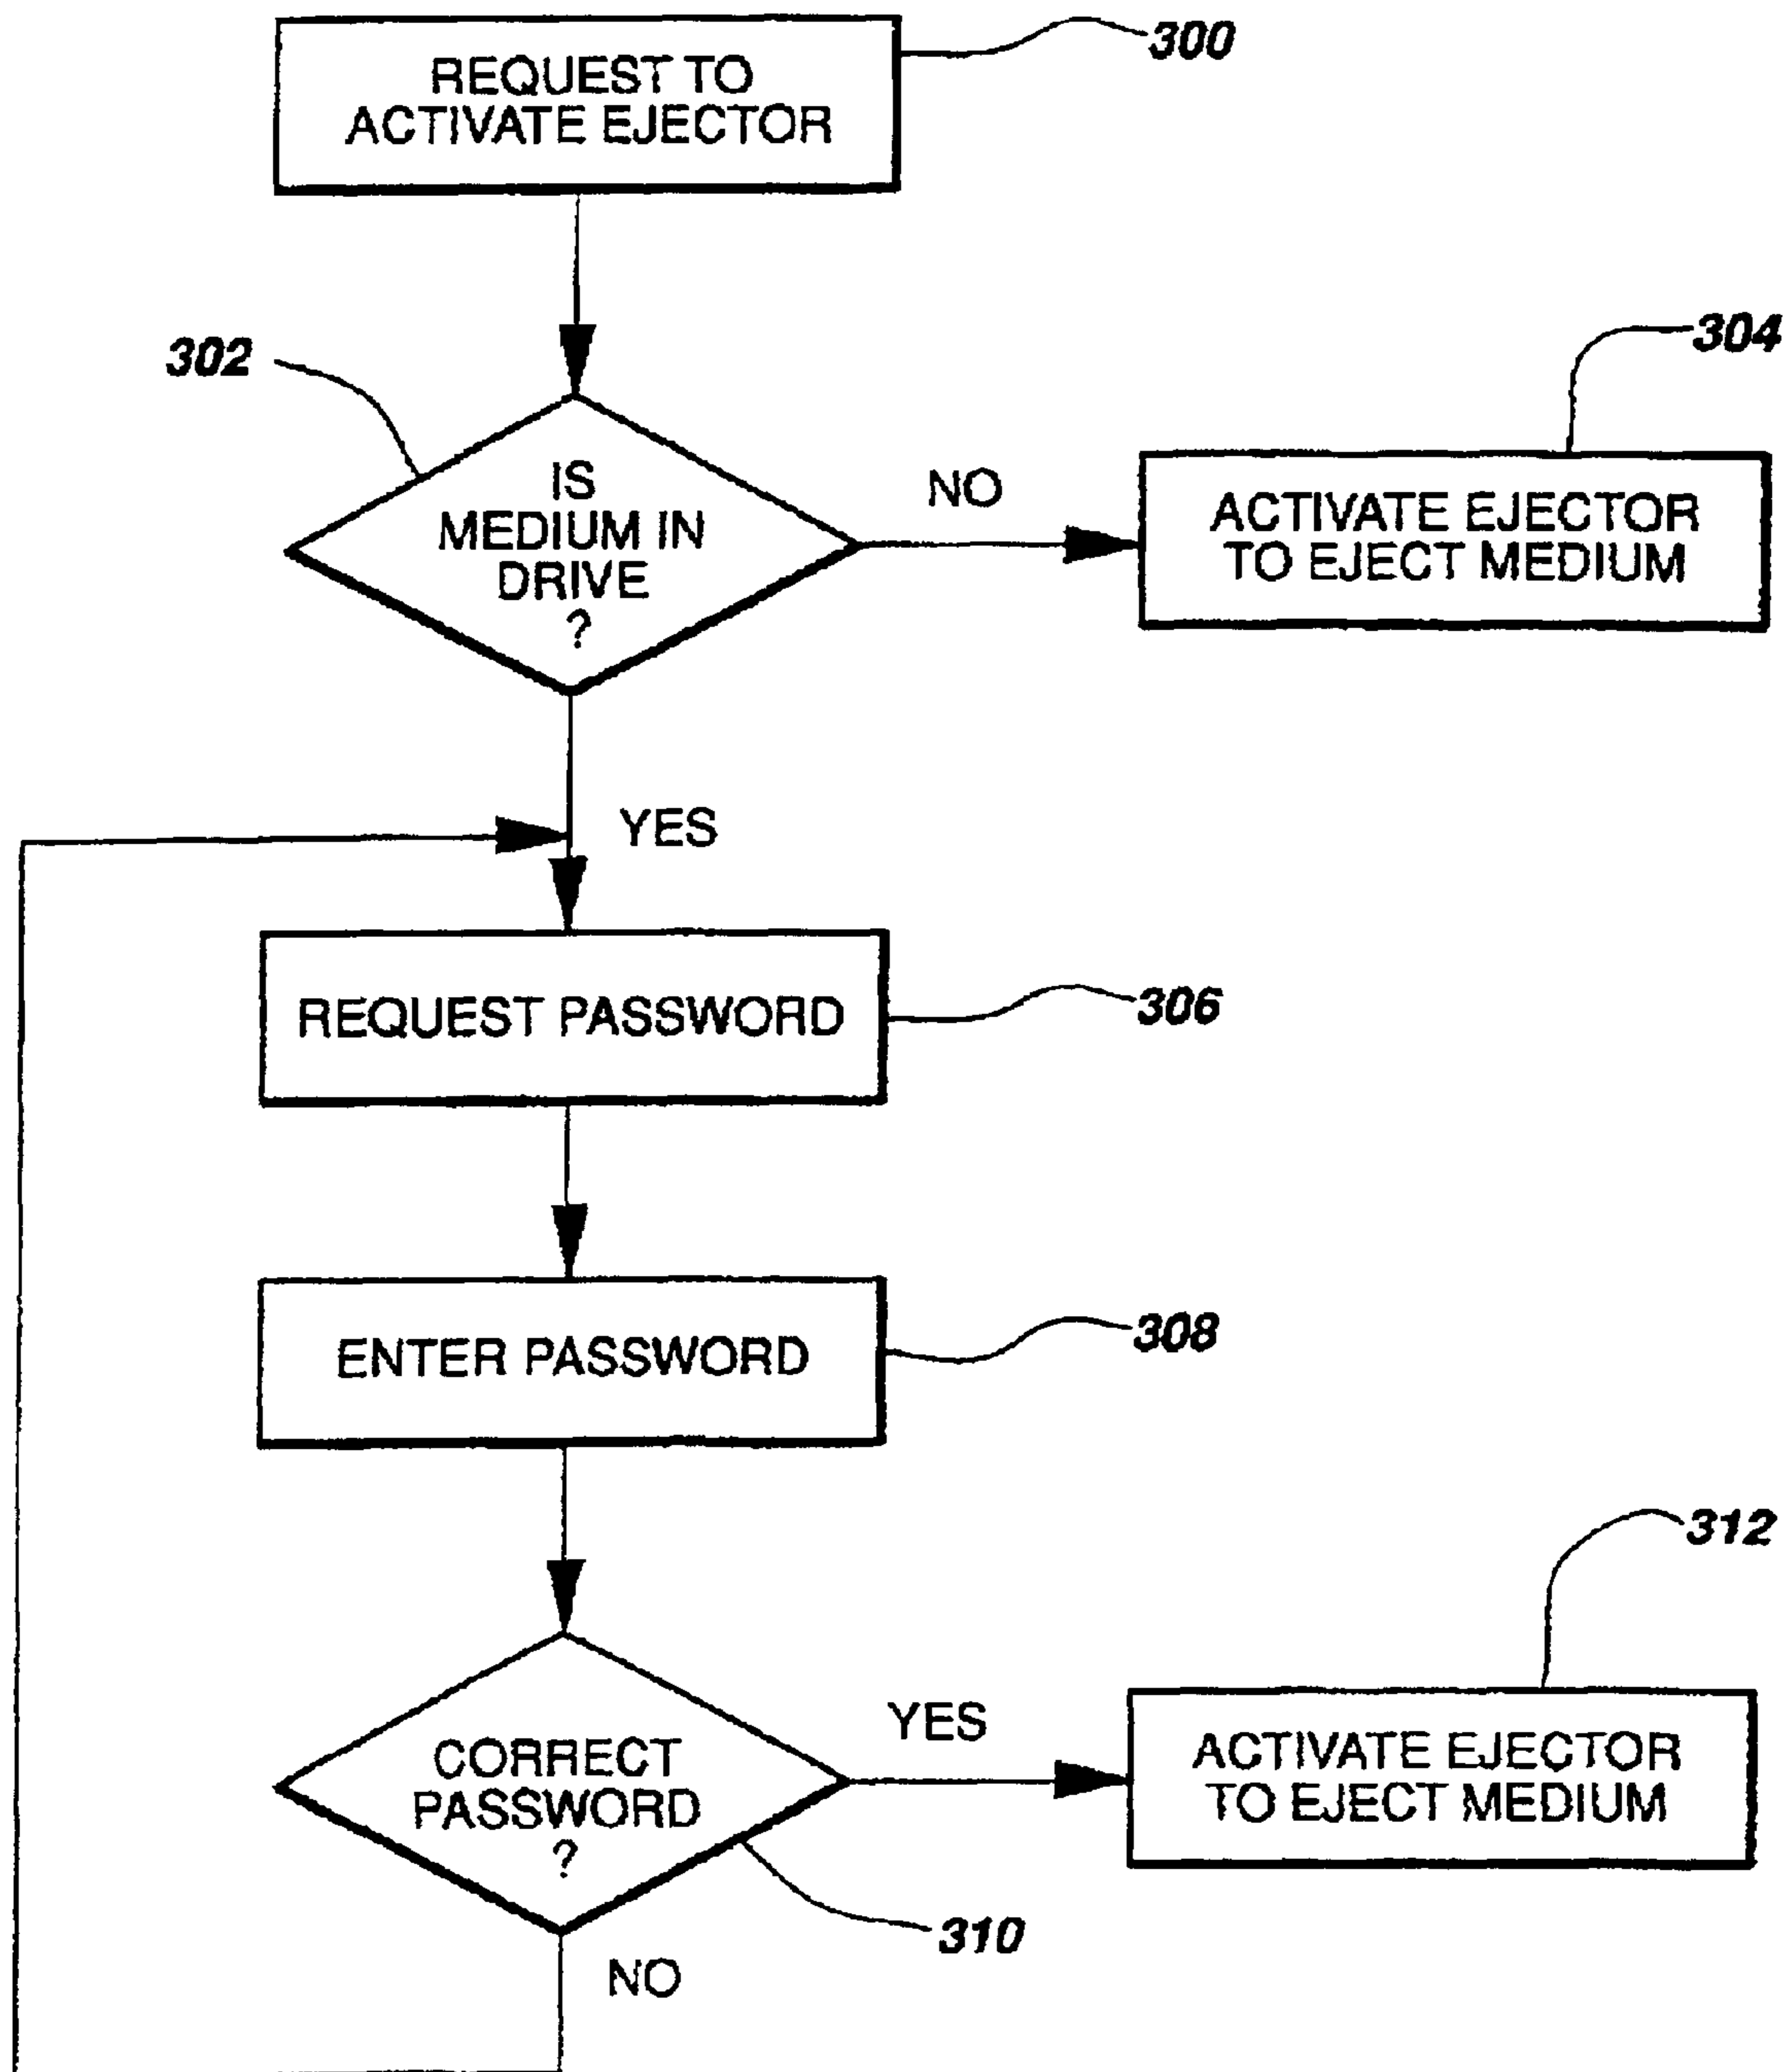 300
REQUEST TO
ACTIVATE EJECTOR
302
304
IS
MEDIUM IN
DRIVE
?
NO
ACTIVATE EJECTOR
TO EJECT MEDIUM
YES
306
REQUEST PASSWORD
308
ENTER PASSWORD
312
CORRECT
PASSWORD
?
YES
ACTIVATE EJECTOR
TO EJECT MEDIUM
310
NO